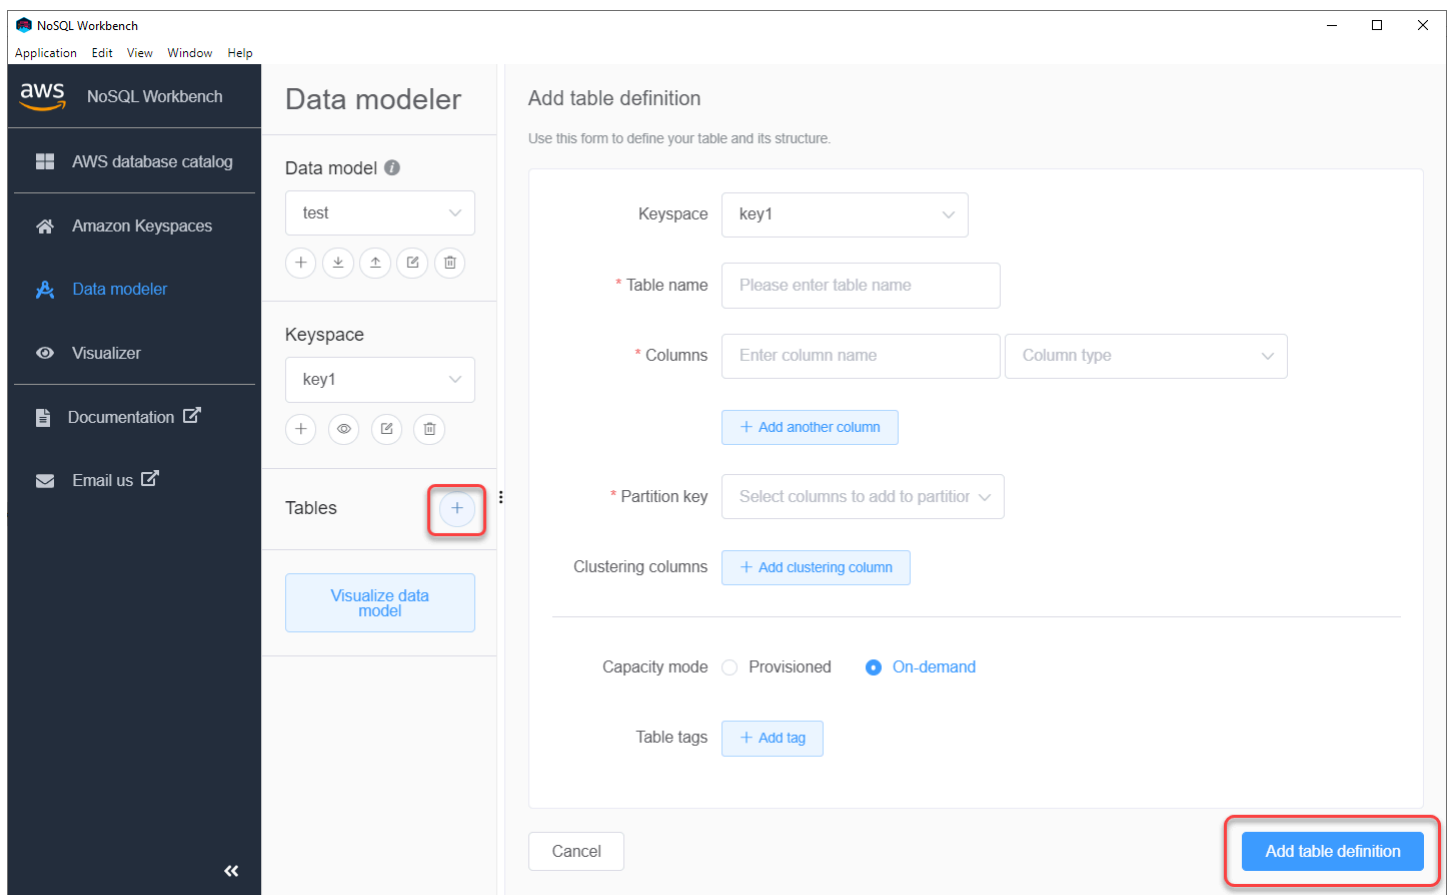 NoSQL Workbench
Application Edit View Window Help
aws NoSQL Workbench
AWS database catalog
Amazon Keyspaces
Data modeler
Visualizer
Documentation
Email us
Data modeler
Data model
test
Keyspace
key1
Tables
Visualize data
model
Add table definition
Use this form to define your table and its structure.
Keyspace key1
* Table name Please enter table name
* Columns Enter column name Column type
+ Add another column
* Partition key Select columns to add to partition
Clustering columns + Add clustering column
Capacity mode Provisioned On-demand
Table tags + Add tag
Cancel Add table definition